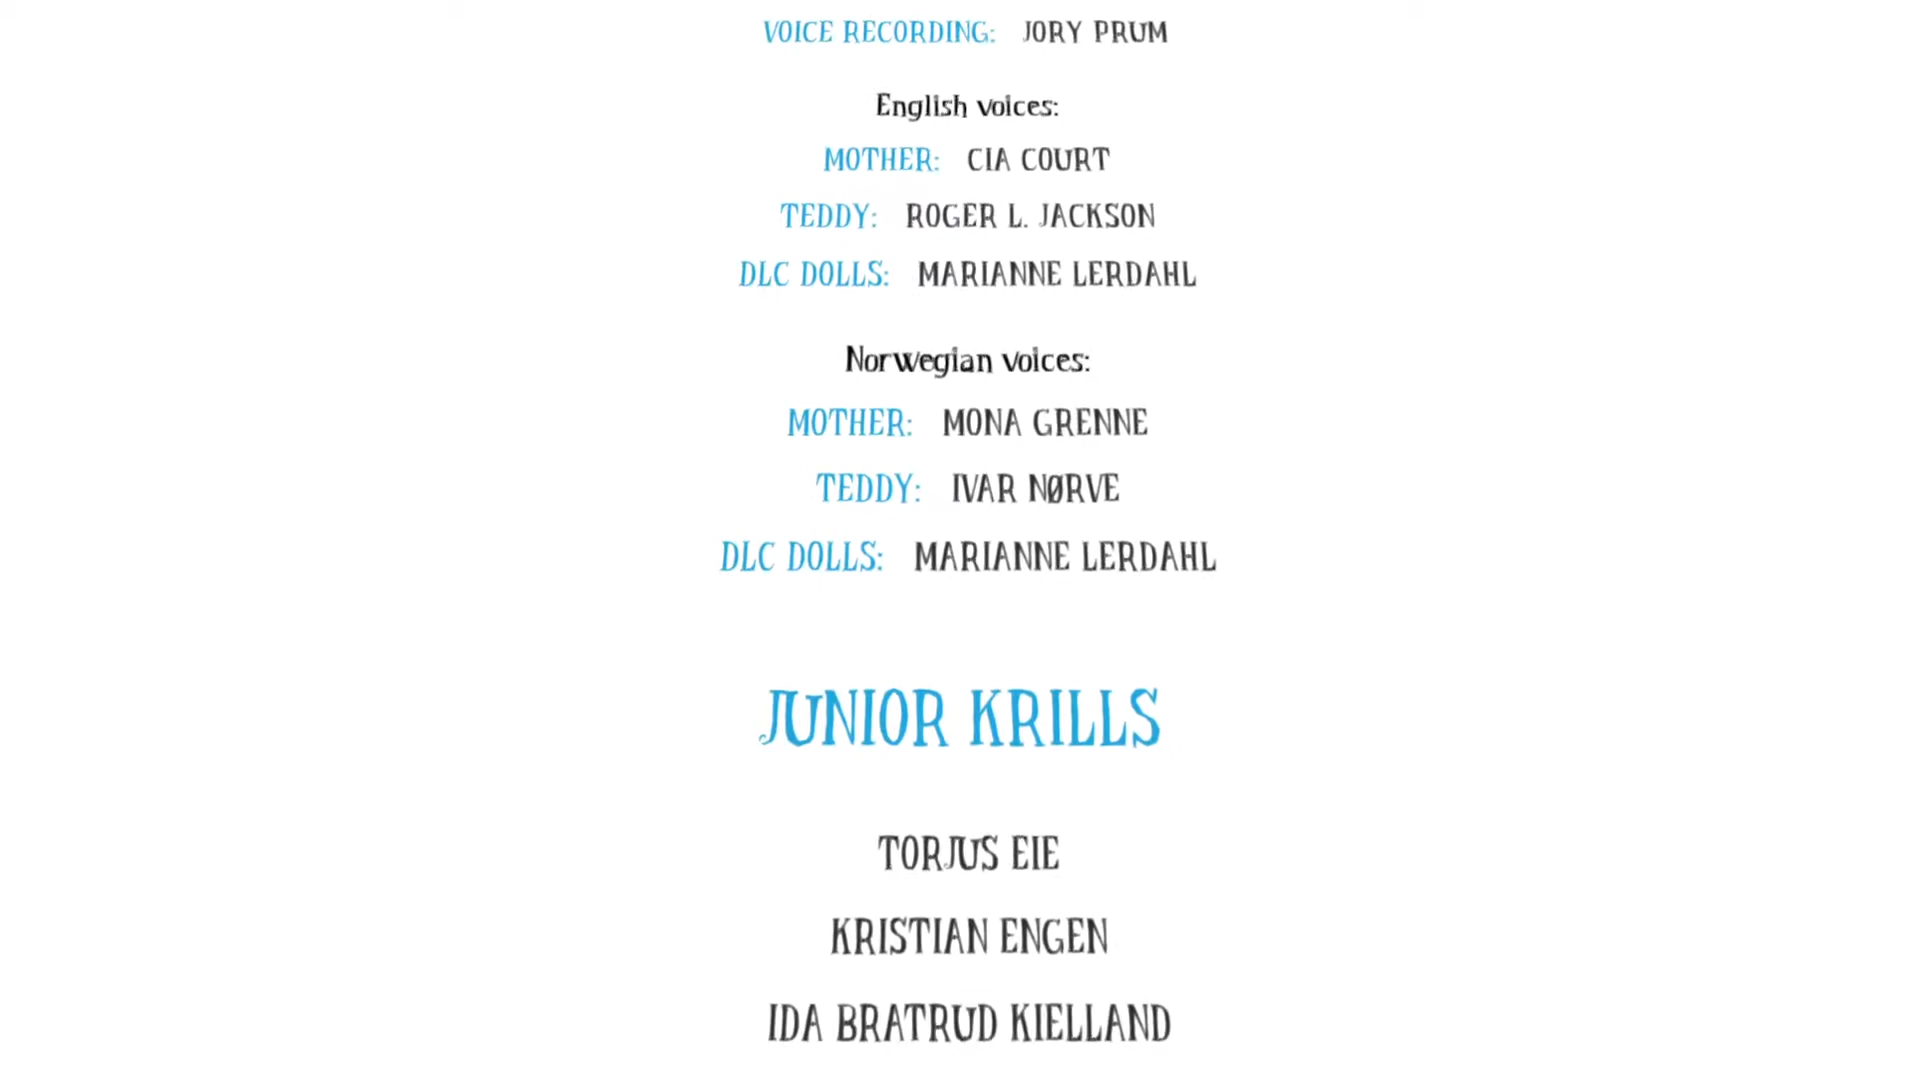 VOICE RECORDING: JORY PRUM
English voices:
MOTHER: CIA COURT
TEDDY: ROGER L. JACKSON
DLC DOLLS: MARIANNE LERDAHL
Norwegian voices:
MOTHER: MONA GRENNE
TEDDY: IVAR NØRVE
DLC DOLLS: MARIANNE LERDAHL
JUNIOR KRILLS
TORJUS EIE
KRISTIAN ENGEN
IDA BRATRUD KIELLAND